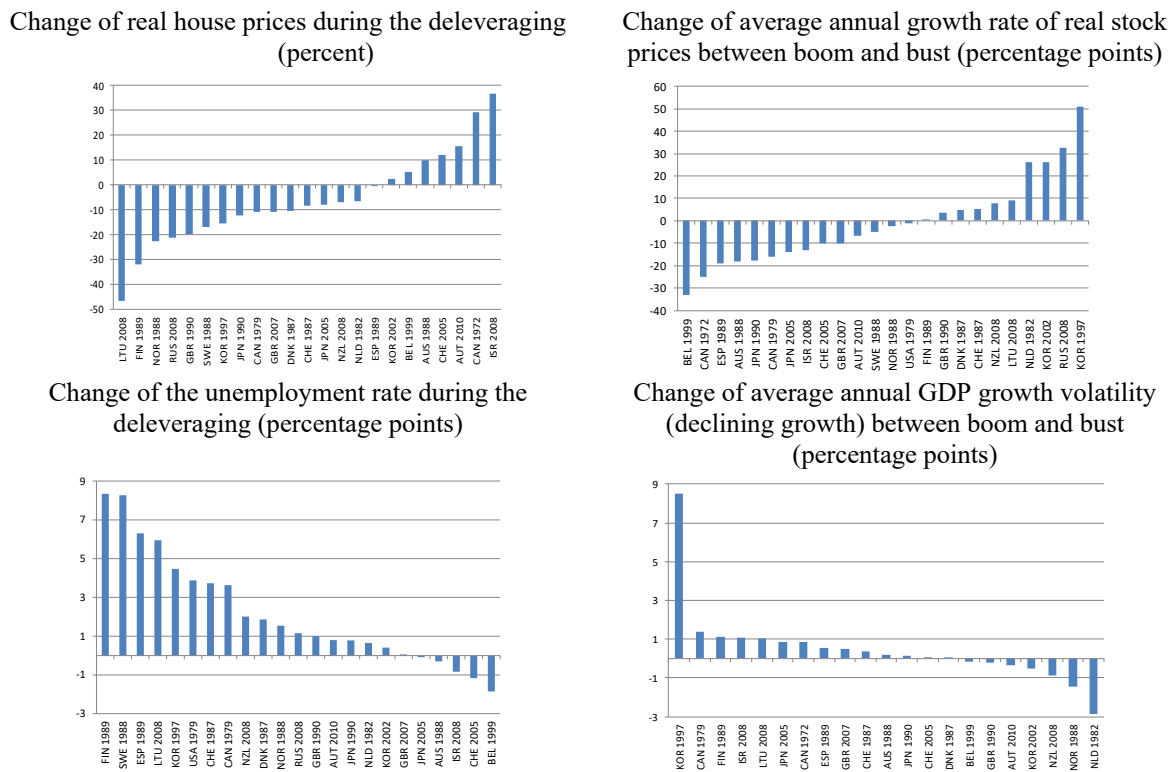 Change of real house prices during the deleveraging
(percent)
40
30
20
10
0
-10
-20
-30
-40
-50
LTU 2008
FIN 1989
NOR 1988
RUS 2008
GBR 1990
SWE 1988
KOR 1997
JPN 1990
CAN 1979
GBR 2007
DNK 1987
CHE 1987
JPN 2005
NZL 2008
NLD 1982
ESP 1989
KOR 2002
BEL 1999
AUS 1988
CHE 2005
AUT 2010
CAN 1972
ISR 2008
Change of average annual growth rate of real stock
prices between boom and bust (percentage points)
60
50
40
30
20
10
0
-10
-20
-30
-40
BEL 1999
CAN 1972
ESP 1989
AUS 1988
JPN 1990
CAN 1979
JPN 2005
ISR 2008
CHE 2005
GBR 2007
AUT 2010
SWE 1988
NOR 1988
USA 1979
FIN 1989
GBR 1990
DNK 1987
CHE 1987
NZL 2008
LTU 2008
NLD 1982
KOR 2002
RUS 2008
KOR 1997
Change of the unemployment rate during the
deleveraging (percentage points)
9
7
5
3
1
-1
-3
FIN 1989
SWE 1988
ESP 1989
LTU 2008
KOR 1997
USA 1979
CHE 1987
CAN 1979
NZL 2008
DNK 1987
NOR 1988
RUS 2008
GBR 1990
AUT 2010
JPN 1990
NLD 1982
KOR 2002
GBR 2007
JPN 2005
AUS 1988
ISR 2008
CHE 2005
BEL 1999
Change of average annual GDP growth volatility
(declining growth) between boom and bust
(percentage points)
9
7
5
3
1
-1
-3
KOR 1997
CAN 1979
FIN 1989
ISR 2008
LTU 2008
JPN 2005
CAN 1972
ESP 1989
GBR 2007
CHE 1987
AUS 1988
JPN 1990
CHE 2005
DNK 1987
BEL 1999
GBR 1990
AUT 2010
KOR 2002
NZL 2008
NOR 1988
NLD 1982